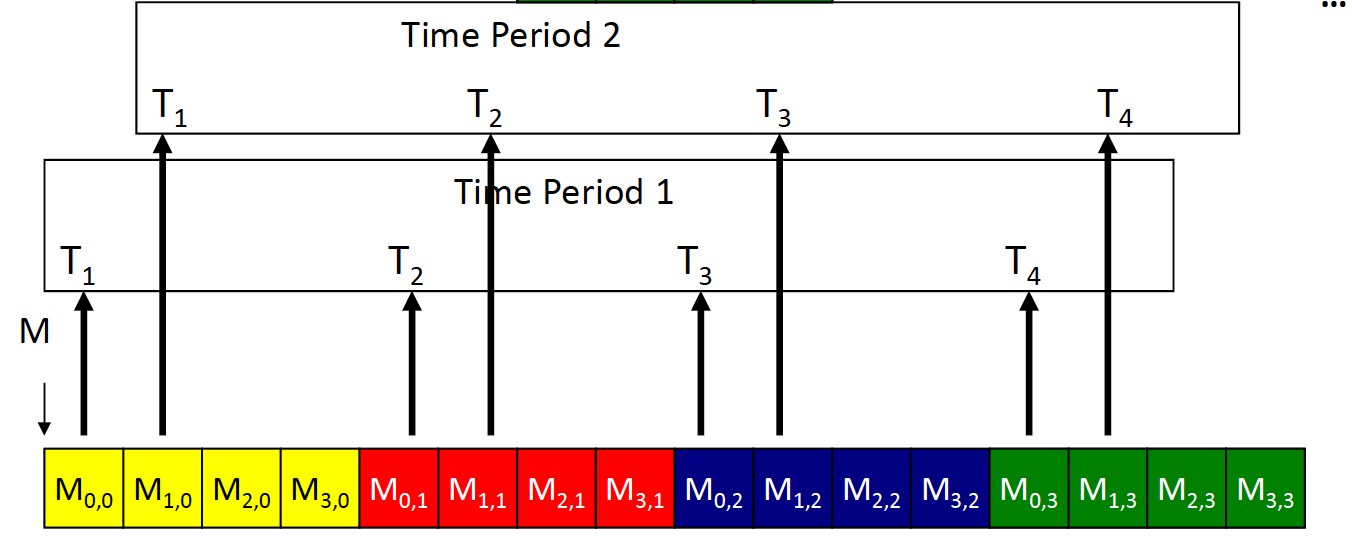 ...
Time Period 2
T1 T2 T3 T4
Time Period 1
T1 T2 T3 T4
M
M0,0 M1,0 M2,0 M3,0 M0,1 M1,1 M2,1 M3,1 M0,2 M1,2 M2,2 M3,2 M0,3 M1,3 M2,3 M3,3